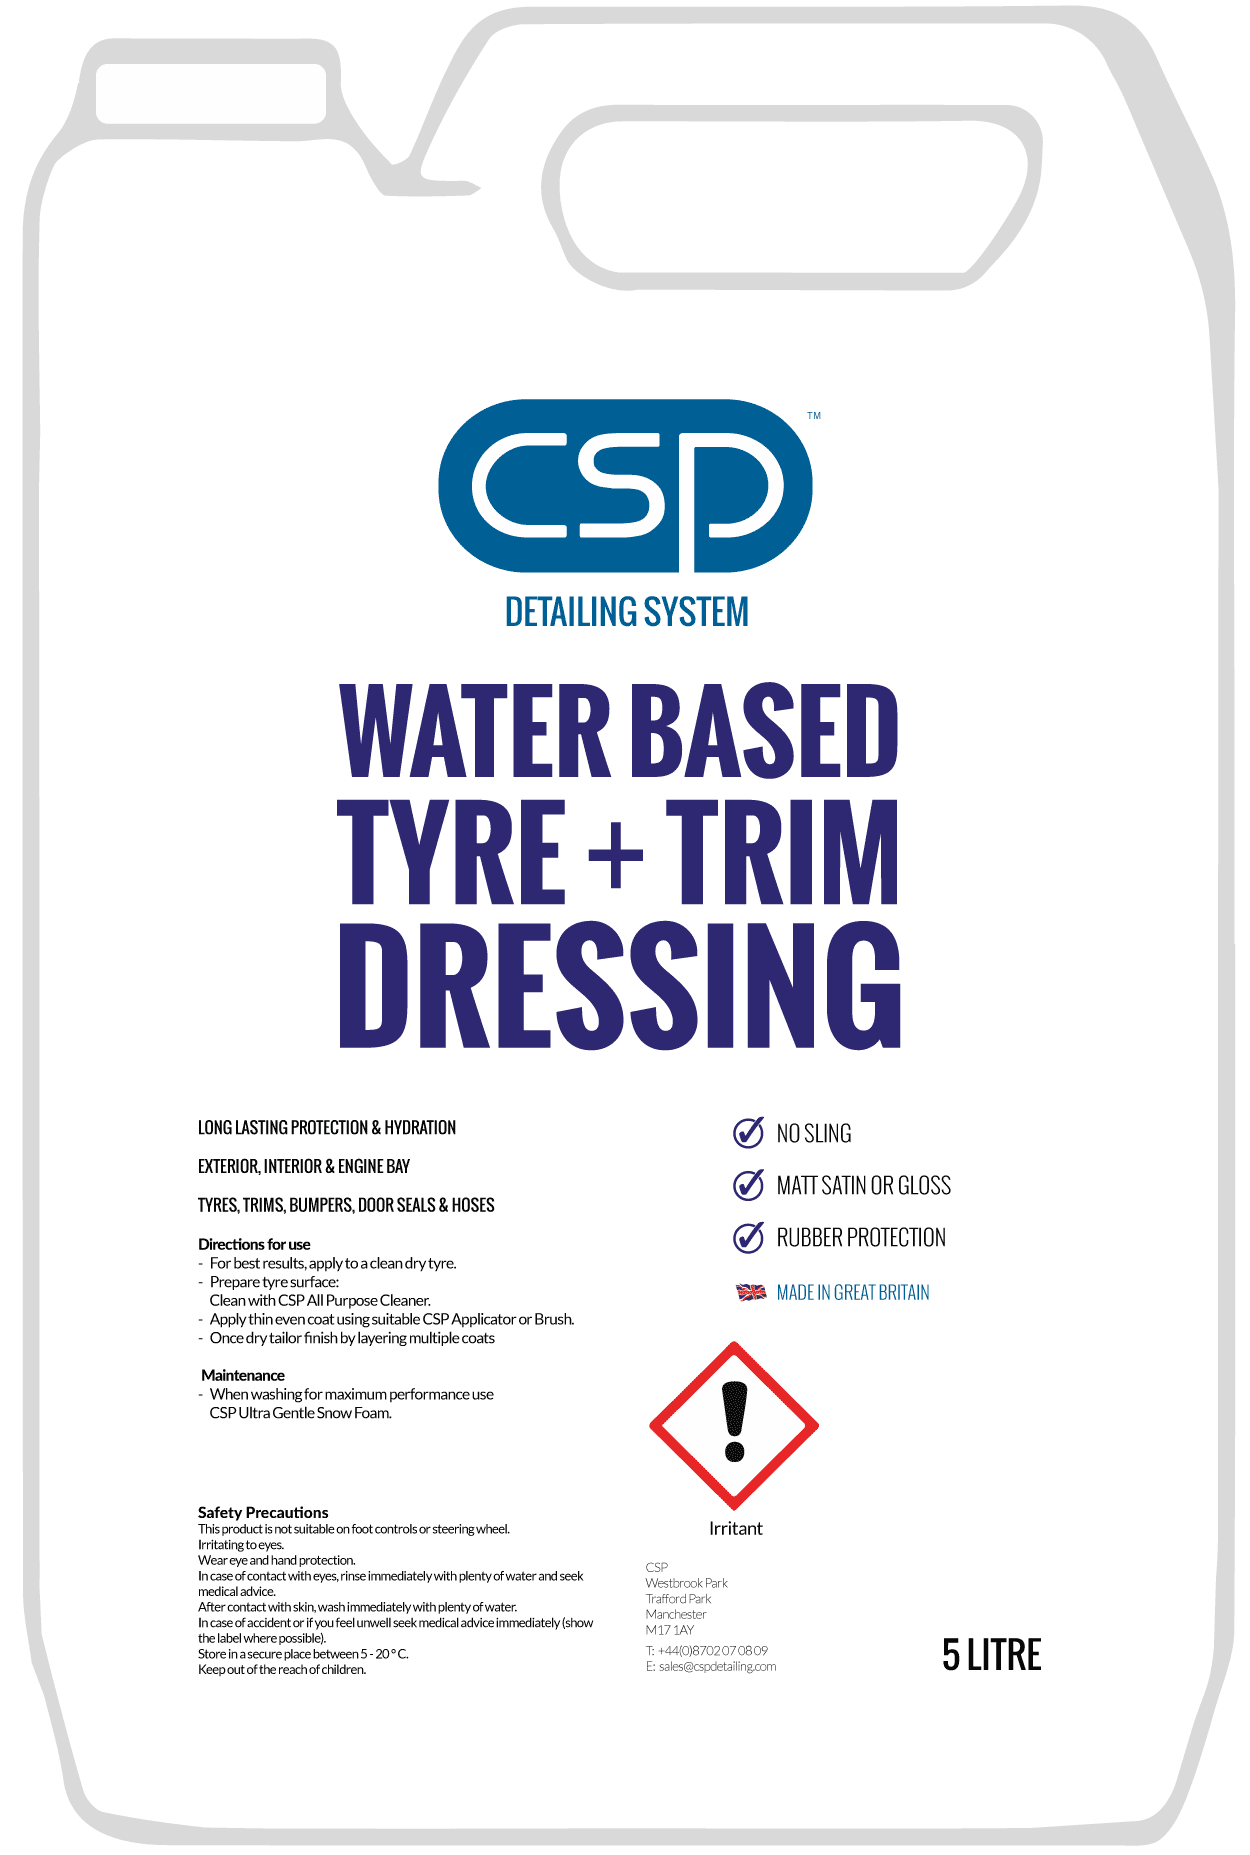 CSP
TM
DETAILING SYSTEM
WATER BASED
TYRE + TRIM
DRESSING
LONG LASTING PROTECTION & HYDRATION
EXTERIOR, INTERIOR & ENGINE BAY
TYRES, TRIMS, BUMPERS, DOOR SEALS & HOSES
Directions for use
- For best results, apply to a clean dry tyre.
- Prepare tyre surface:
Clean with CSP All Purpose Cleaner.
- Apply thin even coat using suitable CSP Applicator or Brush.
- Once dry tailor finish by layering multiple coats
Maintenance
- When washing for maximum performance use
CSP Ultra Gentle Snow Foam.
NO SLING
MATT SATIN OR GLOSS
RUBBER PROTECTION
MADE IN GREAT BRITAIN
Irritant
Safety Precautions
This product is not suitable on foot controls or steering wheel.
Irritating to eyes.
Wear eye and hand protection.
In case of contact with eyes, rinse immediately with plenty of water and seek
medical advice.
After contact with skin, wash immediately with plenty of water.
In case of accident or if you feel unwell seek medical advice immediately (show
the label where possible).
Store in a secure place between 5 - 20 º C.
Keep out of the reach of children.
CSP
Westbrook Park
Trafford Park
Manchester
M17 1AY
T: +44(0)8702 07 08 09
E: sales@cspdetailing.com
5 LITRE